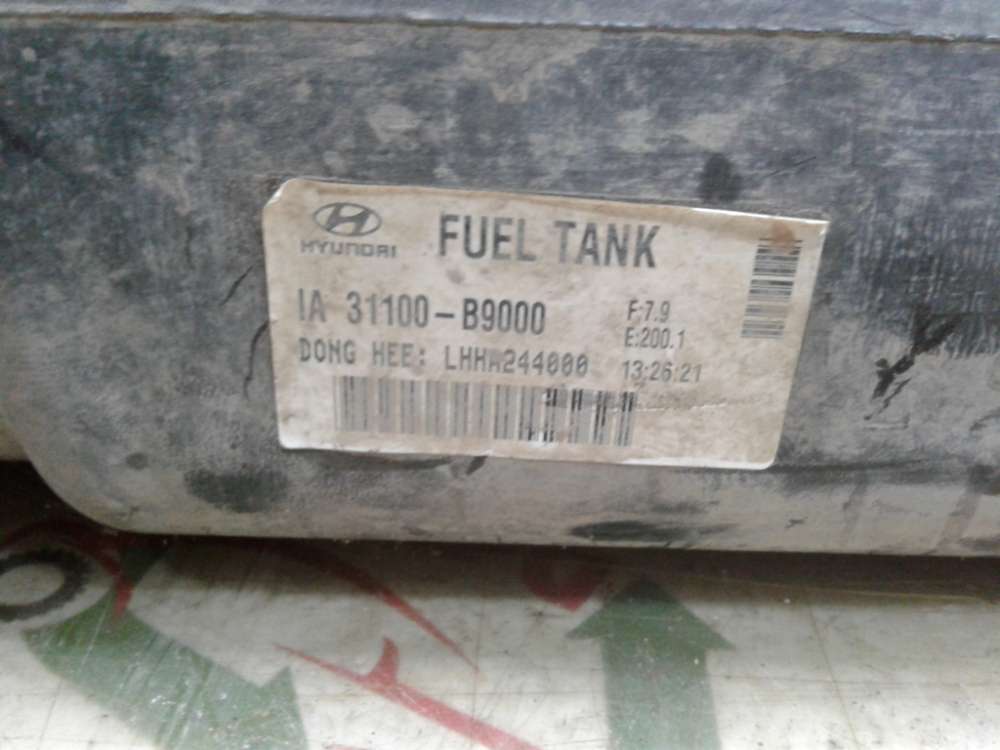 HYUNDAI
FUEL TANK
IA 31100-B9000
F:7.9
E:200.1
DONG HEE: LHHA244000
13:26:21